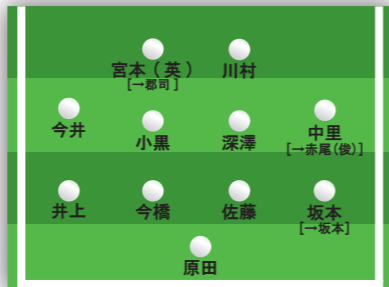 宮本（英） 川村
[→郡司]
今井 小黒 深澤 中里
[→赤尾(俊)]
井上 今橋 佐藤 坂本
[→坂本]
原田